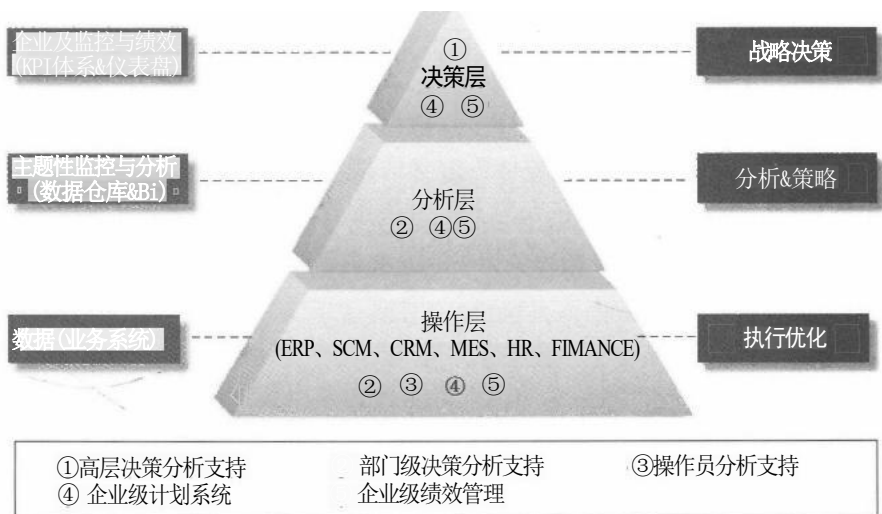 企业及监控与绩效
(KPI体系&仪表盘)
①
决策层
④ ⑤
战略决策
主题性监控与分析
(数据仓库&Bi)
分析层
② ④⑤
分析&策略
数据(业务系统)
操作层
(ERP、SCM、CRM、MES、HR、FIMANCE)
② ③ ④ ⑤
执行优化
①高层决策分析支持 部门级决策分析支持 ③操作员分析支持
④ 企业级计划系统 企业级绩效管理